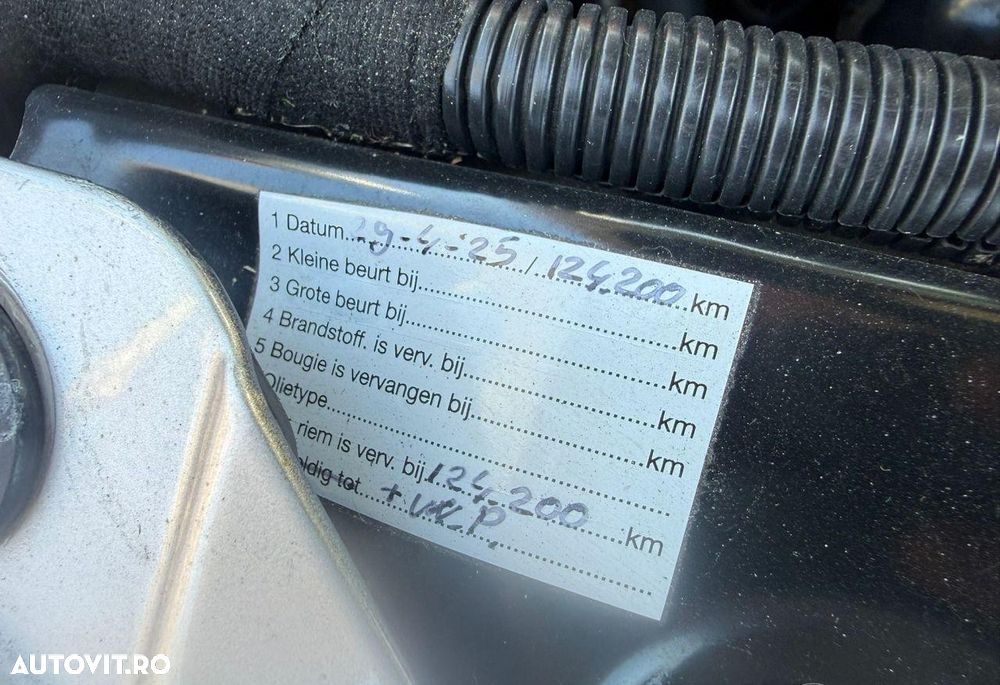 1 Datum....29-4-'25../..124.200.km
2 Kleine beurt bij..........km
3 Grote beurt bij..........km
4 Brandstoff. is verv. bij..........km
5 Bougie is vervangen bij..........km
Olietype..........
riem is verv. bij 124.200 km
ldig tot.... +
AUTOVIT.RO